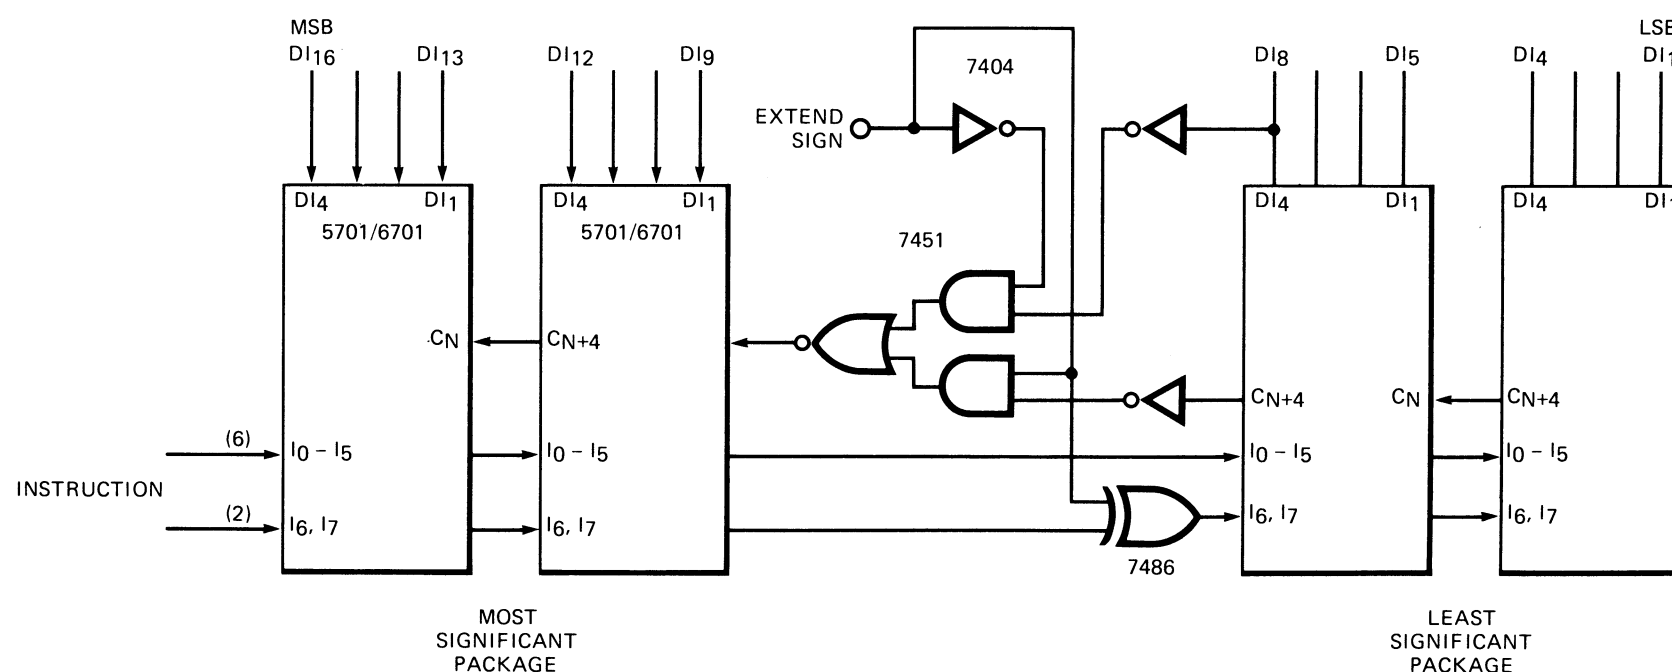 MSB
DI16 DI13
DI12 DI9
7404
EXTEND
SIGN
DI8 DI5
DI4
DI4 DI1
5701/6701
DI4 DI1
5701/6701
7451
DI4 DI1
DI4
CN
CN+4
CN+4
CN
CN+4
(6)
I0 – I5
I0 – I5
I0 – I5
I0 – I5
INSTRUCTION
(2)
I6, I7
I6, I7
I6, I7
I6, I7
7486
MOST
SIGNIFICANT
PACKAGE
LEAST
SIGNIFICANT
PACKAGE